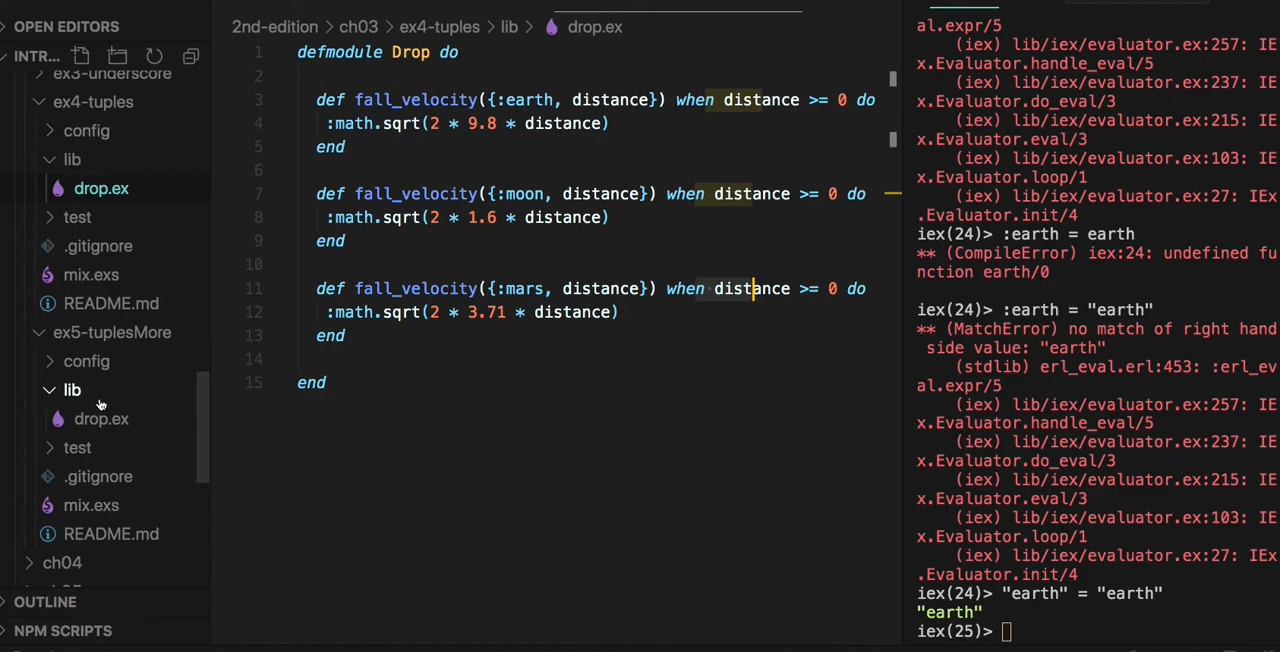 OPEN EDITORS
INTR...
ex3-underscore
ex4-tuples
config
lib
drop.ex
test
.gitignore
mix.exs
README.md
ex5-tuplesMore
config
lib
drop.ex
test
.gitignore
mix.exs
README.md
ch04
OUTLINE
NPM SCRIPTS
2nd-edition > ch03 > ex4-tuples > lib > drop.ex
1 defmodule Drop do
2
3 def fall_velocity({:earth, distance}) when distance >= 0 do
4 :math.sqrt(2 * 9.8 * distance)
5 end
6
7 def fall_velocity({:moon, distance}) when distance >= 0 do
8 :math.sqrt(2 * 1.6 * distance)
9 end
10
11 def fall_velocity({:mars, distance}) when distance >= 0 do
12 :math.sqrt(2 * 3.71 * distance)
13 end
14
15 end
al.expr/5
(iex) lib/iex/evaluator.ex:257: IE
x.Evaluator.handle_eval/5
(iex) lib/iex/evaluator.ex:237: IE
x.Evaluator.do_eval/3
(iex) lib/iex/evaluator.ex:215: IE
x.Evaluator.eval/3
(iex) lib/iex/evaluator.ex:103: IE
x.Evaluator.loop/1
(iex) lib/iex/evaluator.ex:27: IEx
.Evaluator.init/4
iex(24)> :earth = earth
** (CompileError) iex:24: undefined fu
nction earth/0
iex(24)> :earth = "earth"
** (MatchError) no match of right hand
side value: "earth"
(stdlib) erl_eval.erl:453: :erl_ev
al.expr/5
(iex) lib/iex/evaluator.ex:257: IE
x.Evaluator.handle_eval/5
(iex) lib/iex/evaluator.ex:237: IE
x.Evaluator.do_eval/3
(iex) lib/iex/evaluator.ex:215: IE
x.Evaluator.eval/3
(iex) lib/iex/evaluator.ex:103: IE
x.Evaluator.loop/1
(iex) lib/iex/evaluator.ex:27: IEx
.Evaluator.init/4
iex(24)> "earth" = "earth"
"earth"
iex(25)>